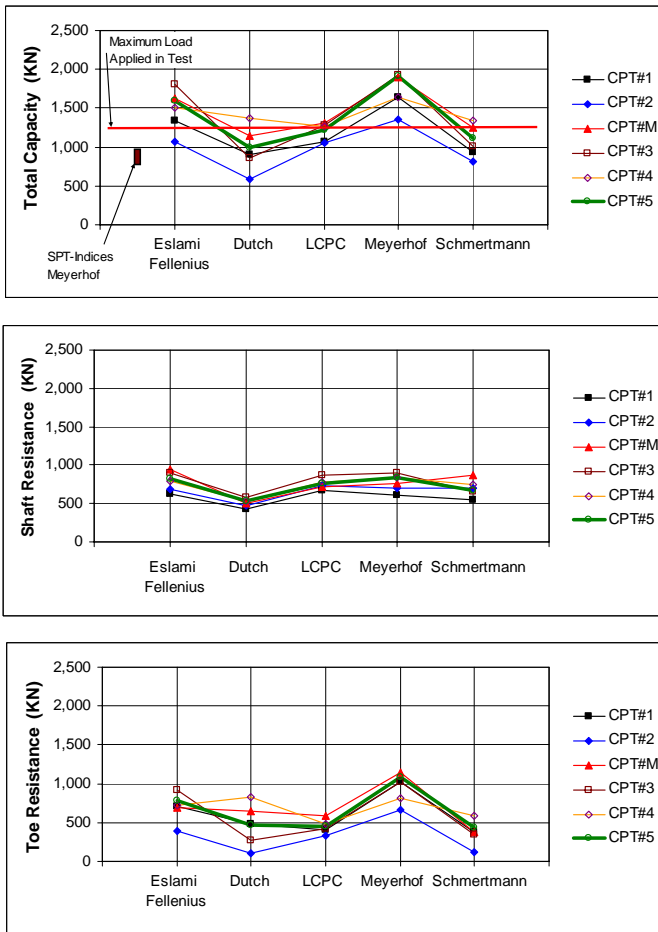 Total Capacity (KN)
2,500
2,000
1,500
1,000
500
0
Maximum Load
Applied in Test
SPT-Indices
Meyerhof
Eslami
Fellenius
Dutch
LCPC
Meyerhof
Schmertmann
CPT#1
CPT#2
CPT#M
CPT#3
CPT#4
CPT#5
Shaft Resistance (KN)
2,500
2,000
1,500
1,000
500
0
Eslami
Fellenius
Dutch
LCPC
Meyerhof
Schmertmann
CPT#1
CPT#2
CPT#M
CPT#3
CPT#4
CPT#5
Toe Resistance (KN)
2,500
2,000
1,500
1,000
500
0
Eslami
Fellenius
Dutch
LCPC
Meyerhof
Schmertmann
CPT#1
CPT#2
CPT#M
CPT#3
CPT#4
CPT#5